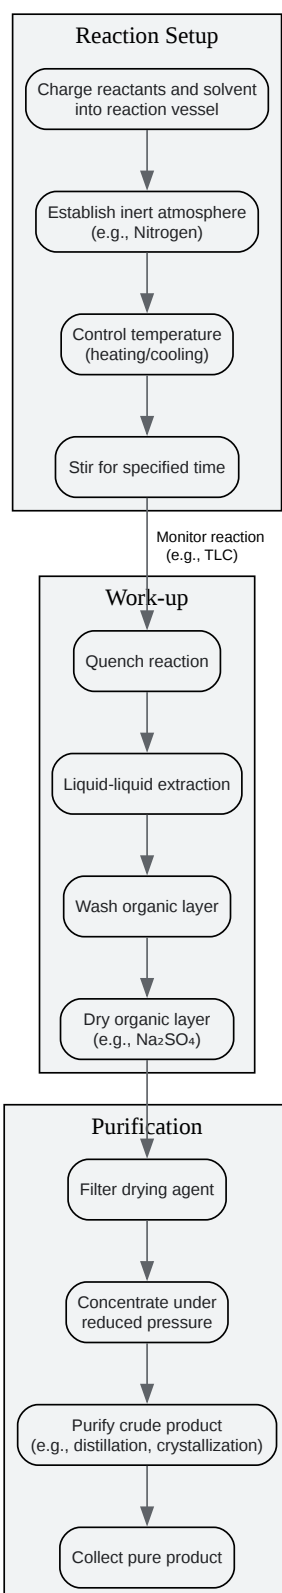 Reaction Setup
Charge reactants and solvent
into reaction vessel
Establish inert atmosphere
(e.g., Nitrogen)
Control temperature
(heating/cooling)
Stir for specified time
Monitor reaction
(e.g., TLC)
Work-up
Quench reaction
Liquid-liquid extraction
Wash organic layer
Dry organic layer
(e.g., Na₂SO₄)
Purification
Filter drying agent
Concentrate under
reduced pressure
Purify crude product
(e.g., distillation, crystallization)
Collect pure product